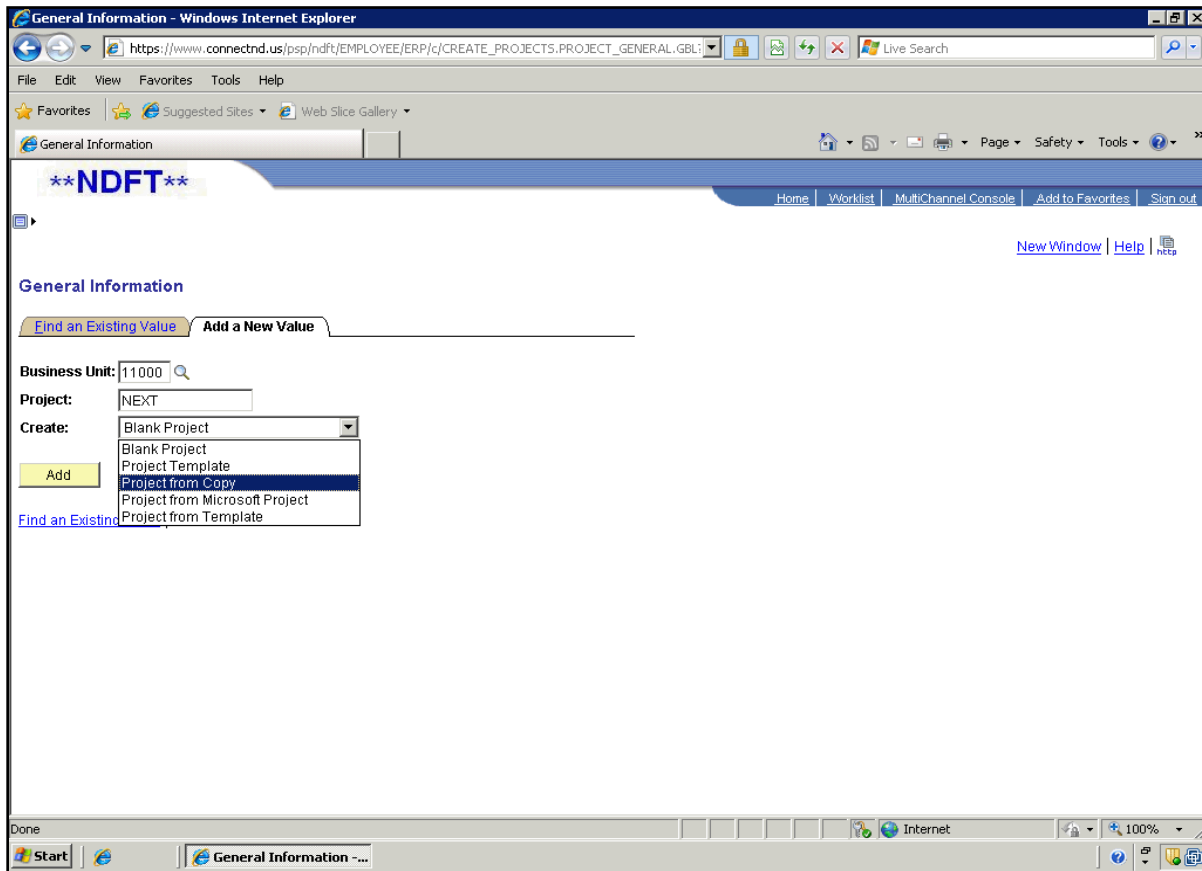 General Information - Windows Internet Explorer
https://www.connectnd.us/psp/ndft/EMPLOYEE/ERP/c/CREATE_PROJECTS.PROJECT_GENERAL.GBL?
Live Search
File Edit View Favorites Tools Help
Favorites Suggested Sites Web Slice Gallery
General Information Page Safety Tools »
**NDFT**
Home Worklist MultiChannel Console Add to Favorites Sign out
New Window Help http
General Information
Find an Existing Value Add a New Value
Business Unit: 11000
Project: NEXT
Create: Blank Project
Blank Project
Project Template
Add
Project from Copy
Project from Microsoft Project
Find an Existing
Project from Template
Done Internet 100%
Start General Information -...